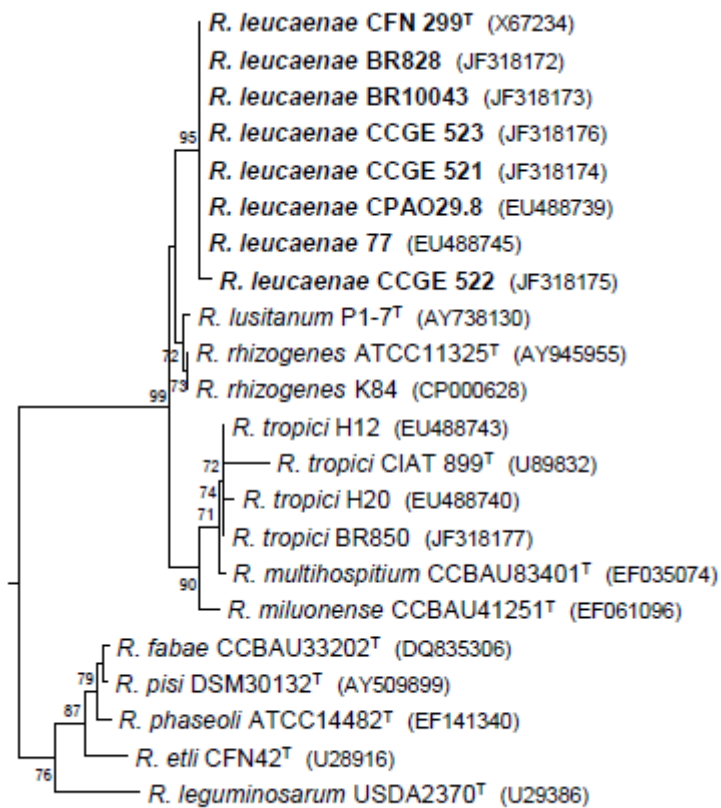 R. leucaenae CFN 299ᵀ (X67234)
R. leucaenae BR828 (JF318172)
R. leucaenae BR10043 (JF318173)
95 R. leucaenae CCGE 523 (JF318176)
R. leucaenae CCGE 521 (JF318174)
R. leucaenae CPAO29.8 (EU488739)
R. leucaenae 77 (EU488745)
R. leucaenae CCGE 522 (JF318175)
R. lusitanum P1-7ᵀ (AY738130)
72 R. rhizogenes ATCC11325ᵀ (AY945955)
99 73 R. rhizogenes K84 (CP000628)
R. tropici H12 (EU488743)
72 R. tropici CIAT 899ᵀ (U89832)
74 R. tropici H20 (EU488740)
71 R. tropici BR850 (JF318177)
R. multihospitium CCBAU83401ᵀ (EF035074)
90 R. miluonense CCBAU41251ᵀ (EF061096)
R. fabae CCBAU33202ᵀ (DQ835306)
79 R. pisi DSM30132ᵀ (AY509899)
87 R. phaseoli ATCC14482ᵀ (EF141340)
R. etli CFN42ᵀ (U28916)
76 R. leguminosarum USDA2370ᵀ (U29386)